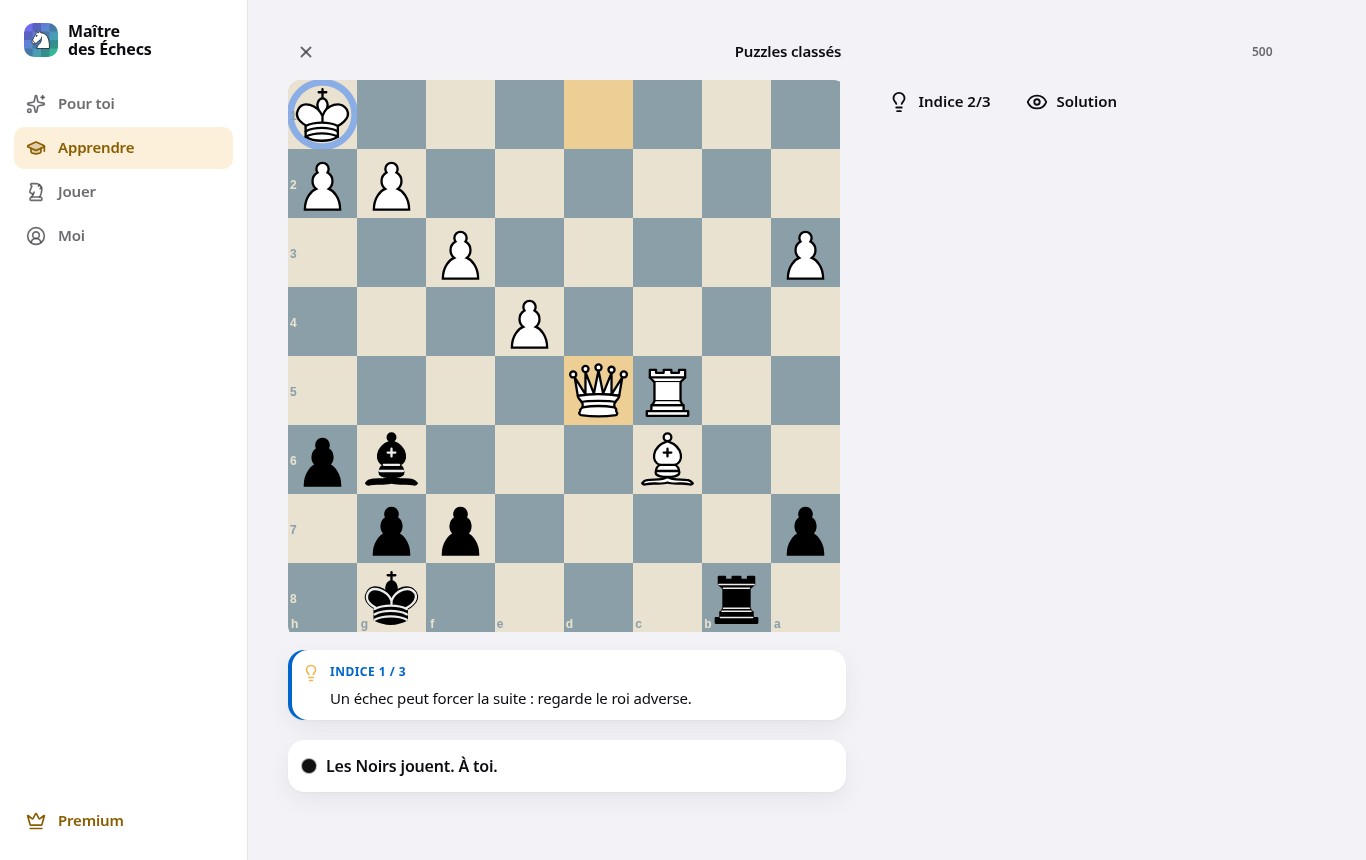 Maître
des Échecs
Pour toi
Apprendre
Jouer
Moi
Premium
Puzzles classés
500
Indice 2/3
Solution
1
2
3
4
5
6
7
8
h g f e d c b a
INDICE 1 / 3
Un échec peut forcer la suite : regarde le roi adverse.
Les Noirs jouent. À toi.